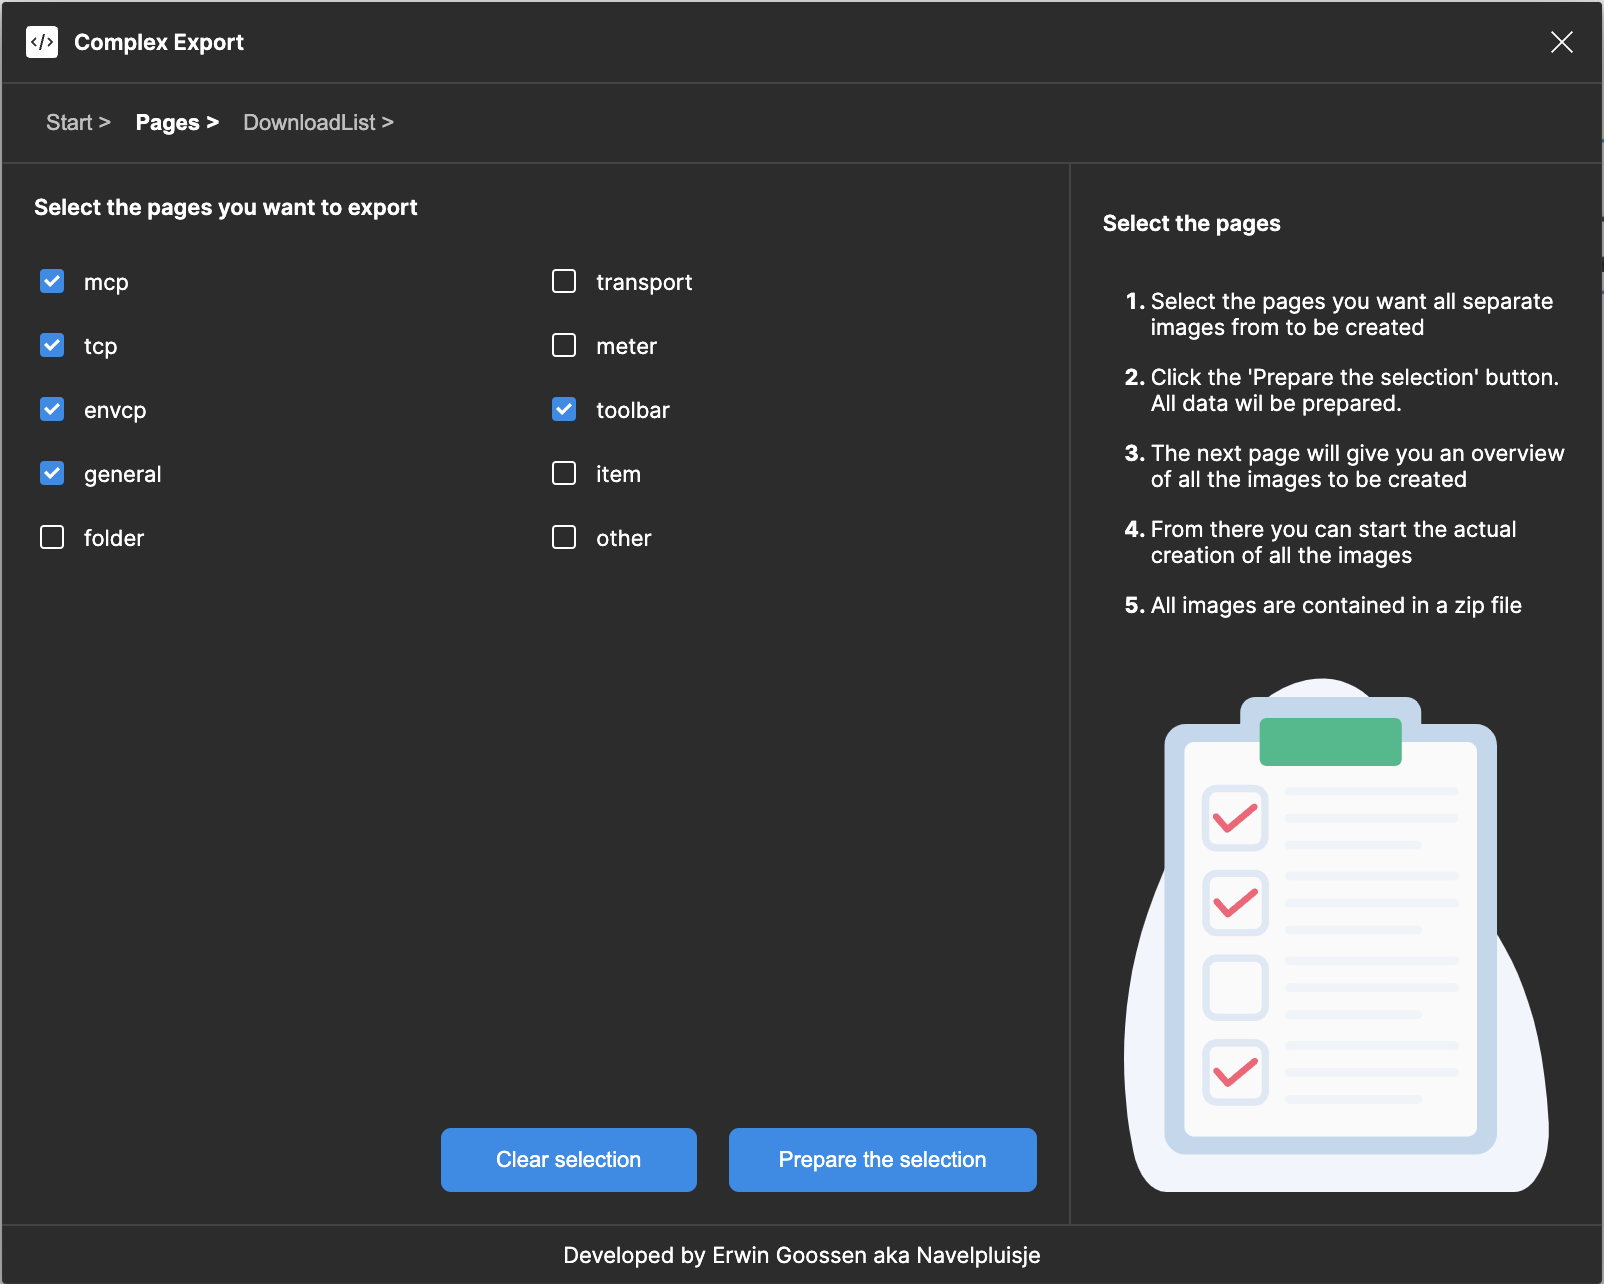 </> Complex Export
Start > Pages > DownloadList >
Select the pages you want to export
mcp
tcp
envcp
general
folder
transport
meter
toolbar
item
other
Clear selection
Prepare the selection
Select the pages
1. Select the pages you want all separate
images from to be created
2. Click the 'Prepare the selection' button.
All data wil be prepared.
3. The next page will give you an overview
of all the images to be created
4. From there you can start the actual
creation of all the images
5. All images are contained in a zip file
Developed by Erwin Goossen aka Navelpluisje